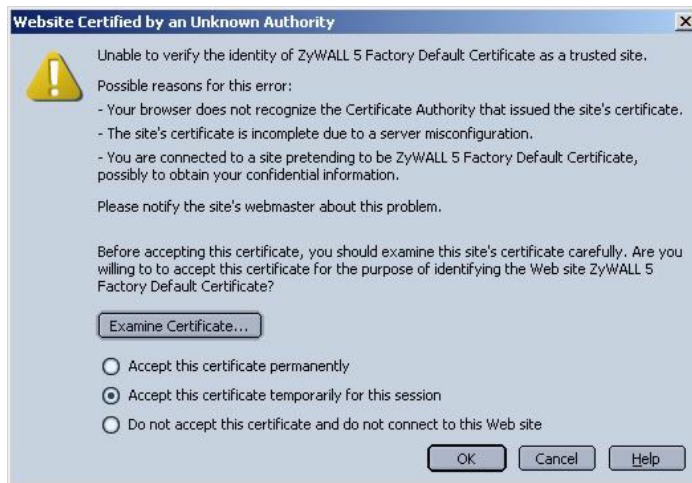 Website Certified by an Unknown Authority
Unable to verify the identity of ZyWALL 5 Factory Default Certificate as a trusted site.
Possible reasons for this error:
- Your browser does not recognize the Certificate Authority that issued the site's certificate.
- The site's certificate is incomplete due to a server misconfiguration.
- You are connected to a site pretending to be ZyWALL 5 Factory Default Certificate,
possibly to obtain your confidential information.
Please notify the site's webmaster about this problem.
Before accepting this certificate, you should examine this site's certificate carefully. Are you
willing to to accept this certificate for the purpose of identifying the Web site ZyWALL 5
Factory Default Certificate?
Examine Certificate...
Accept this certificate permanently
Accept this certificate temporarily for this session
Do not accept this certificate and do not connect to this Web site
OK Cancel Help